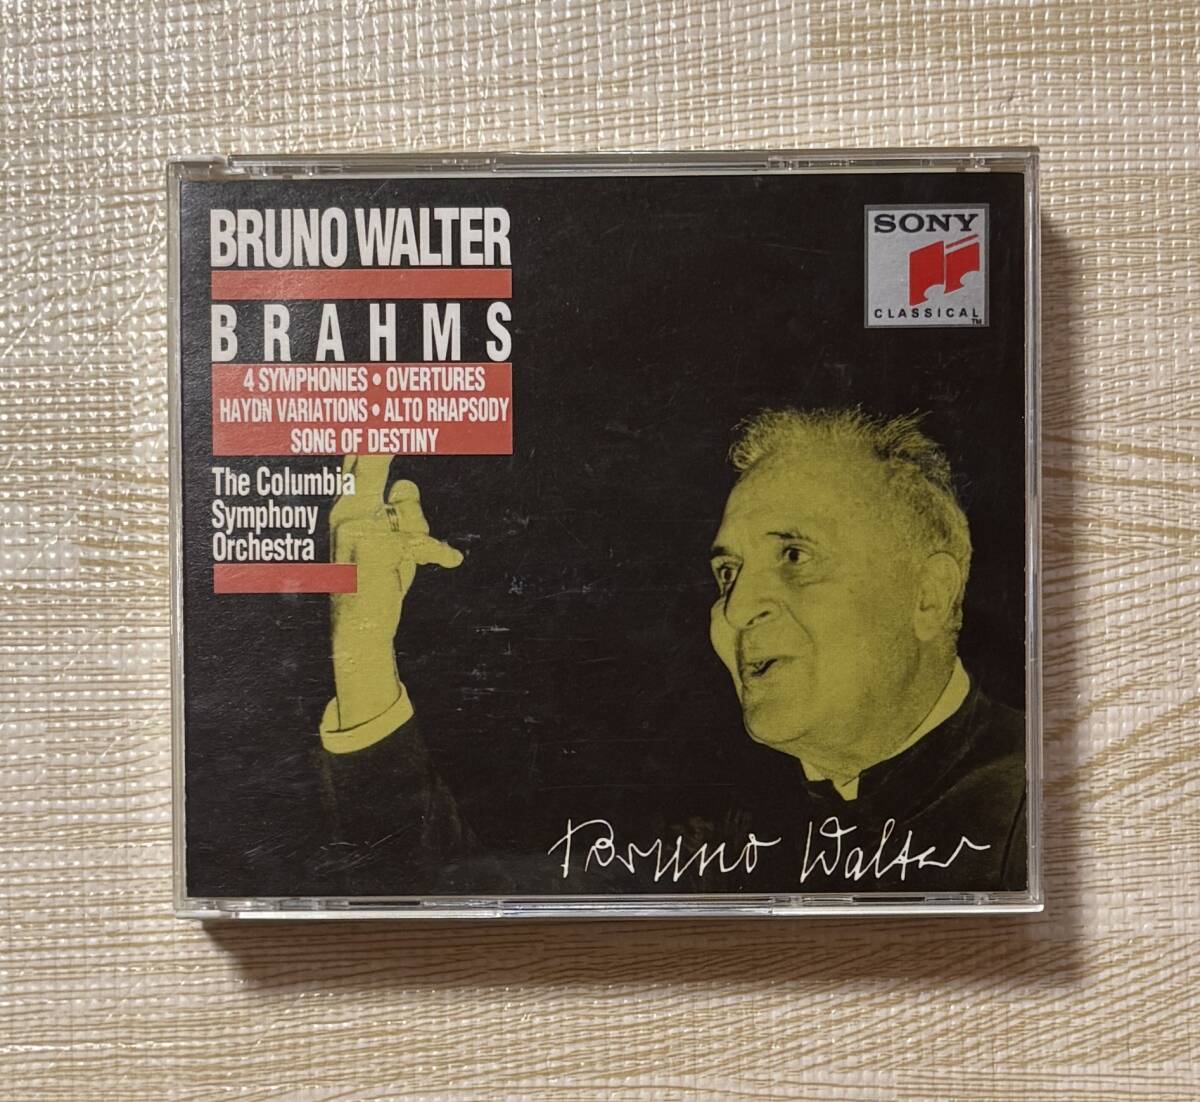 BRUNO WALTER
BRAHMS
4 SYMPHONIES • OVERTURES
HAYDN VARIATIONS • ALTO RHAPSODY
SONG OF DESTINY
The Columbia
Symphony
Orchestra
SONY
CLASSICAL
TM
Bruno Walter